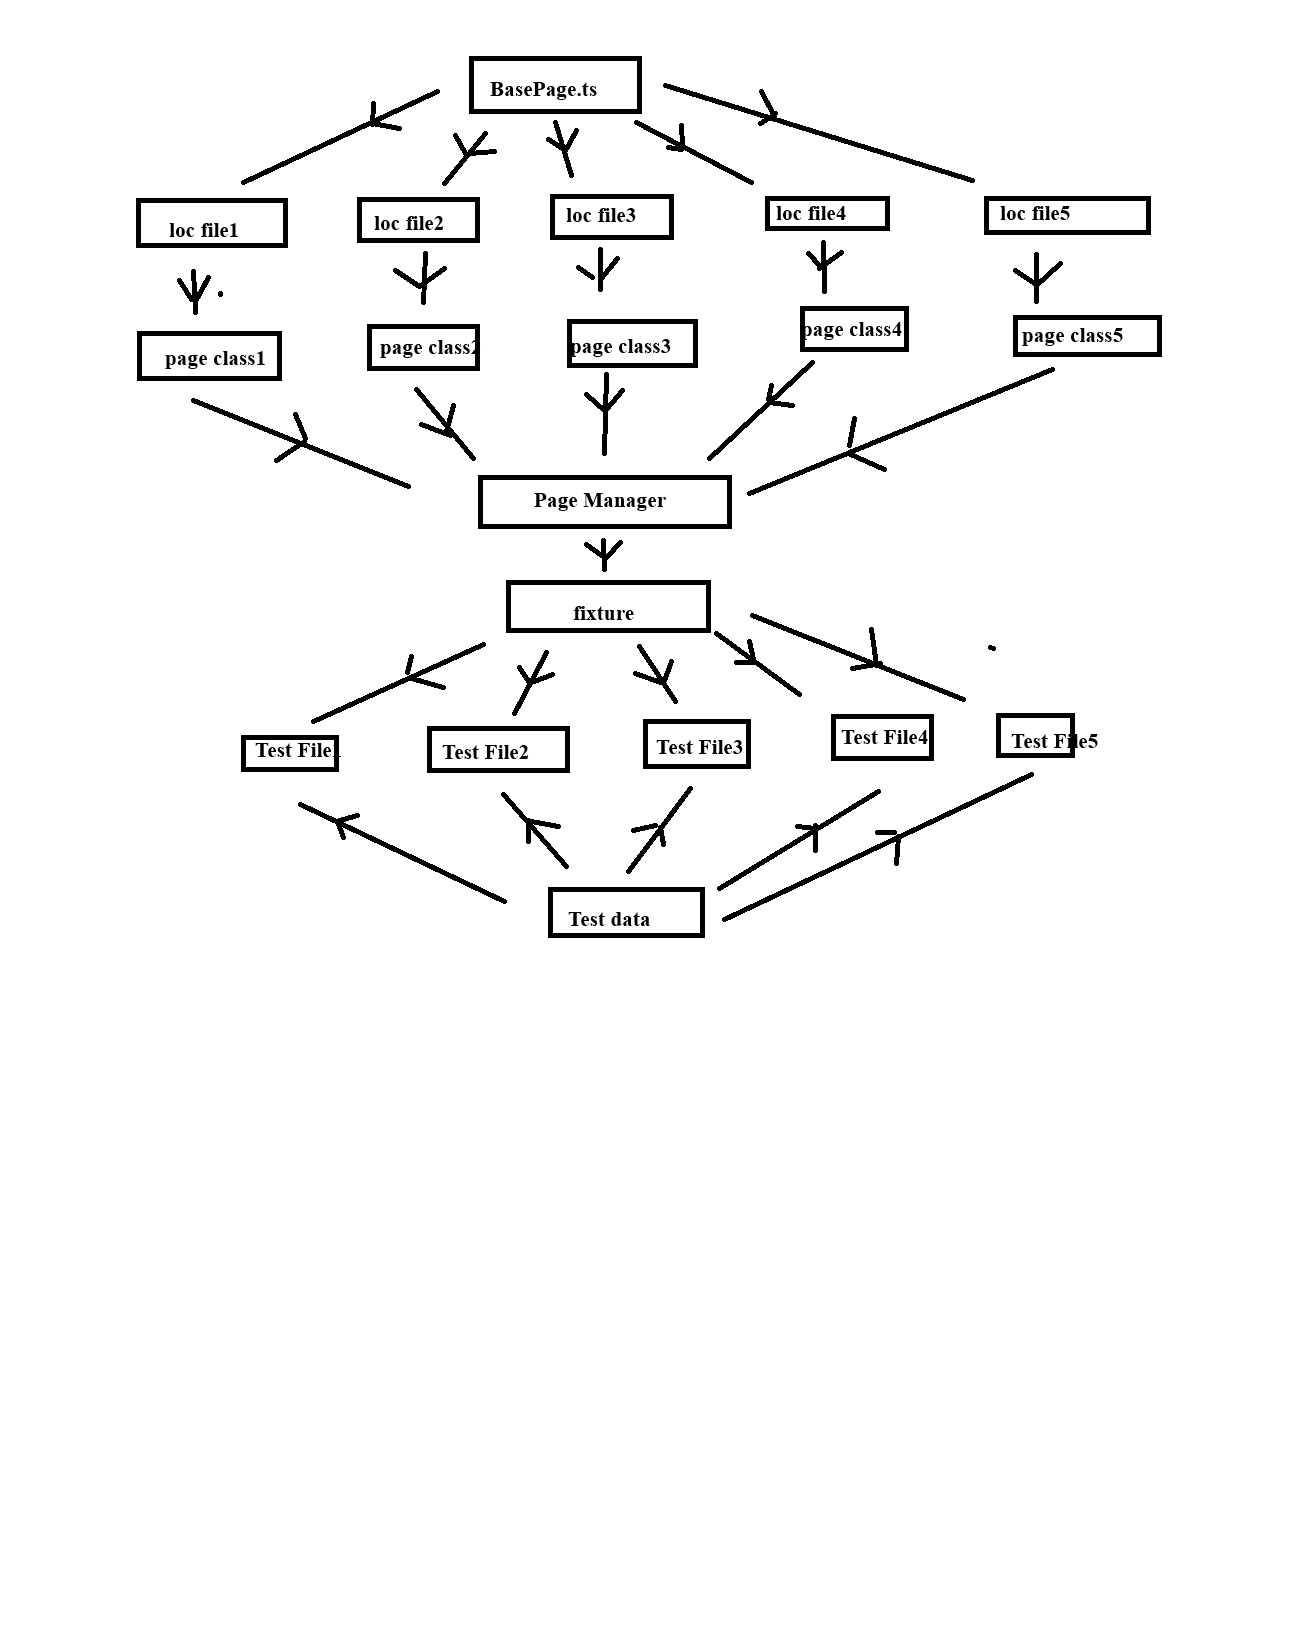 BasePage.ts
loc file1
loc file2
loc file3
loc file4
loc file5
page class1
page class2
page class3
page class4
page class5
Page Manager
fixture
Test File1
Test File2
Test File3
Test File4
Test File5
Test data